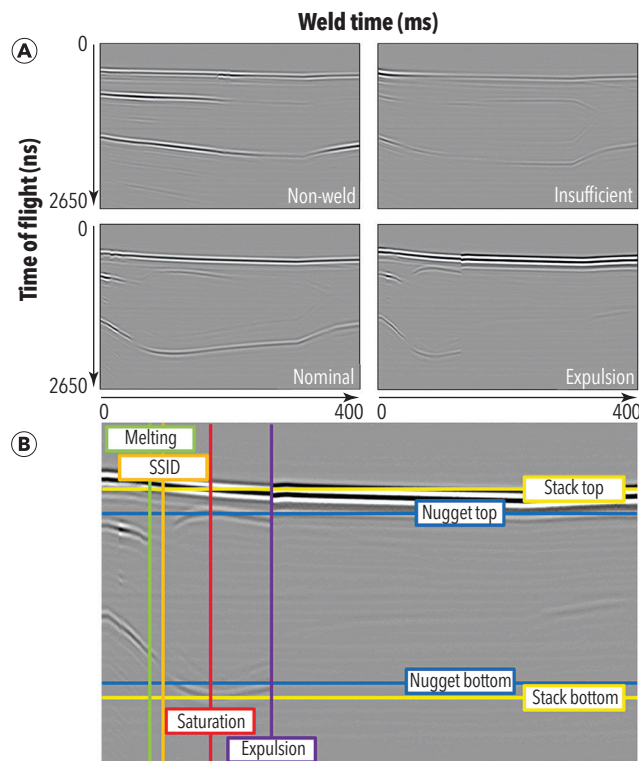 Weld time (ms)
A
Time of flight (ns)
0
2650
Non-weld
Insufficient
0
2650
Nominal
Expulsion
0
400
0
400
B
Melting
SSID
Stack top
Nugget top
Nugget bottom
Stack bottom
Saturation
Expulsion